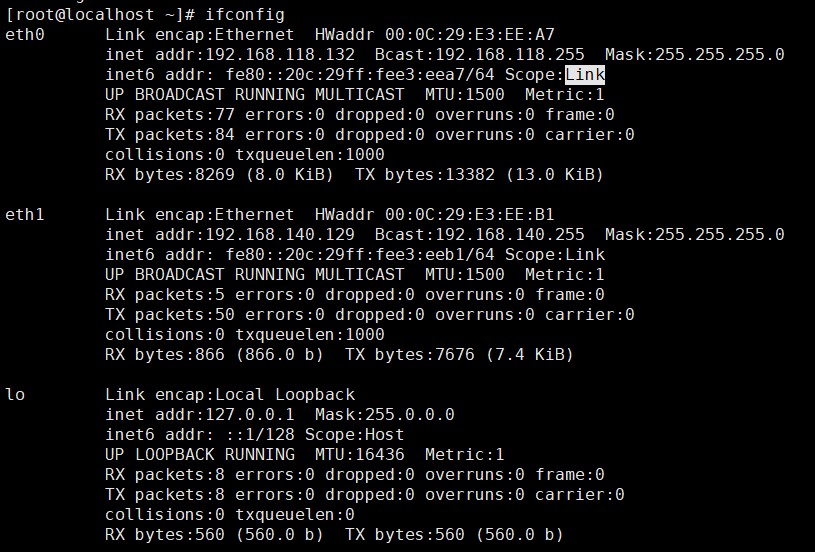 [root@localhost ~]# ifconfig
eth0      Link encap:Ethernet  HWaddr 00:0C:29:E3:EE:A7
          inet addr:192.168.118.132  Bcast:192.168.118.255  Mask:255.255.255.0
          inet6 addr: fe80::20c:29ff:fee3:eea7/64 Scope:Link
          UP BROADCAST RUNNING MULTICAST  MTU:1500  Metric:1
          RX packets:77 errors:0 dropped:0 overruns:0 frame:0
          TX packets:84 errors:0 dropped:0 overruns:0 carrier:0
          collisions:0 txqueuelen:1000
          RX bytes:8269 (8.0 KiB)  TX bytes:13382 (13.0 KiB)

eth1      Link encap:Ethernet  HWaddr 00:0C:29:E3:EE:B1
          inet addr:192.168.140.129  Bcast:192.168.140.255  Mask:255.255.255.0
          inet6 addr: fe80::20c:29ff:fee3:eeb1/64 Scope:Link
          UP BROADCAST RUNNING MULTICAST  MTU:1500  Metric:1
          RX packets:5 errors:0 dropped:0 overruns:0 frame:0
          TX packets:50 errors:0 dropped:0 overruns:0 carrier:0
          collisions:0 txqueuelen:1000
          RX bytes:866 (866.0 b)  TX bytes:7676 (7.4 KiB)

lo        Link encap:Local Loopback
          inet addr:127.0.0.1  Mask:255.0.0.0
          inet6 addr: ::1/128 Scope:Host
          UP LOOPBACK RUNNING  MTU:16436  Metric:1
          RX packets:8 errors:0 dropped:0 overruns:0 frame:0
          TX packets:8 errors:0 dropped:0 overruns:0 carrier:0
          collisions:0 txqueuelen:0
          RX bytes:560 (560.0 b)  TX bytes:560 (560.0 b)